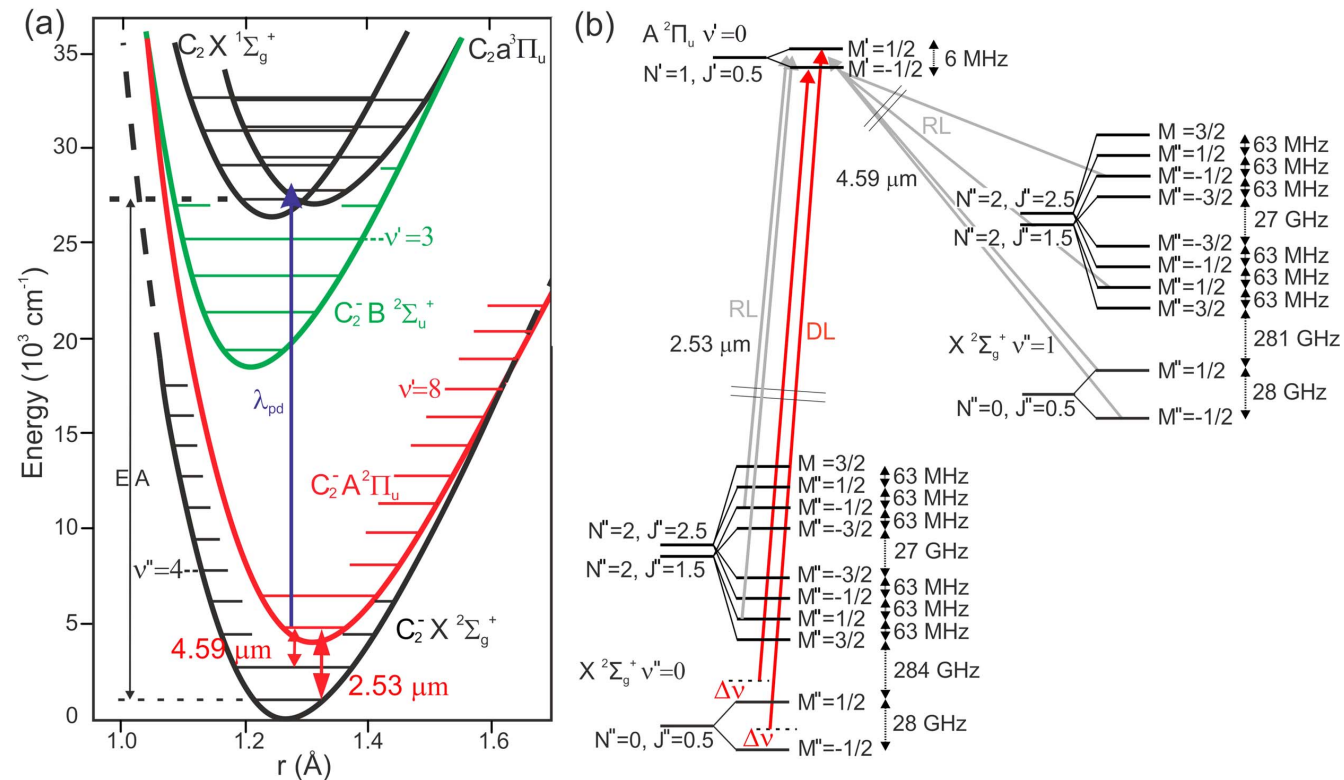 (a)
C₂ X ¹Σg⁺
C₂a³Πu
35
30
25
20
15
10
5
0
Energy (10³ cm⁻¹)
EA
ν'=3
C₂⁻ B ²Σu⁺
λpd
ν'=8
C₂⁻ A²Πu
ν"=4
C₂⁻ X ²Σg⁺
4.59 μm
2.53 μm
1.0
1.2
1.4
1.6
r (Å)
(b)
A ²Πu ν'=0
N'=1, J'=0.5
M'=1/2
M'=-1/2
6 MHz
RL
4.59 μm
RL
2.53 μm
DL
M =3/2
M"=1/2
M"=-1/2
M"=-3/2
M"=-3/2
M"=-1/2
M"=1/2
M"=3/2
63 MHz
63 MHz
63 MHz
27 GHz
63 MHz
63 MHz
63 MHz
281 GHz
N"=2, J"=2.5
N"=2, J"=1.5
X ²Σg⁺ ν"=1
N"=0, J"=0.5
M"=1/2
M"=-1/2
28 GHz
M =3/2
M"=1/2
M"=-1/2
M"=-3/2
M"=-3/2
M"=-1/2
M"=1/2
M"=3/2
63 MHz
63 MHz
63 MHz
27 GHz
63 MHz
63 MHz
63 MHz
284 GHz
N"=2, J"=2.5
N"=2, J"=1.5
X ²Σg⁺ ν"=0
Δν
Δν
N"=0, J"=0.5
M"=1/2
M"=-1/2
28 GHz